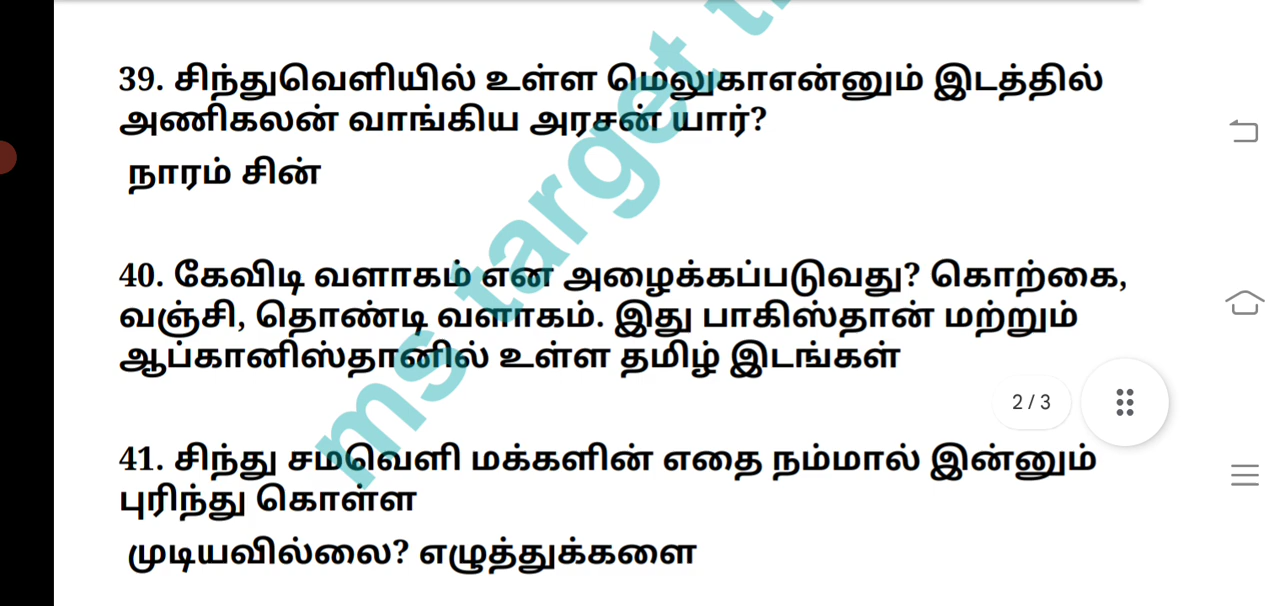 39. சிந்துவெளியில் உள்ள மெலுகாஎன்னும் இடத்தில்
அணிகலன் வாங்கிய அரசன் யார்?
நாரம் சின்
40. கேவிடி வளாகம் என அழைக்கப்படுவது? கொற்கை,
வஞ்சி, தொண்டி வளாகம். இது பாகிஸ்தான் மற்றும்
ஆப்கானிஸ்தானில் உள்ள தமிழ் இடங்கள்
2 / 3
41. சிந்து சமவெளி மக்களின் எதை நம்மால் இன்னும்
புரிந்து கொள்ள
முடியவில்லை? எழுத்துக்களை
ms target